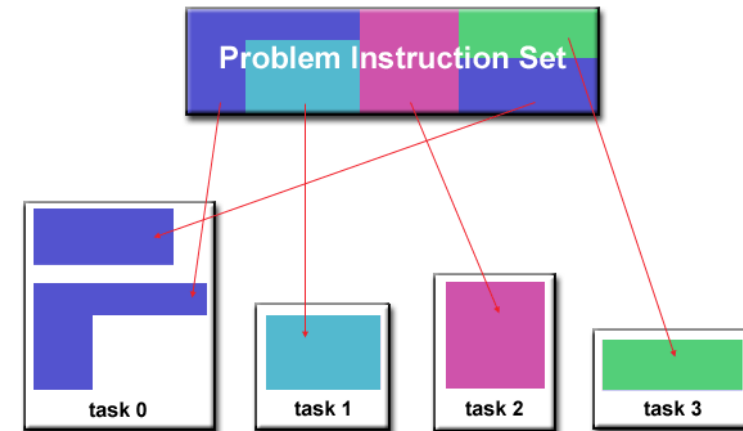 Problem Instruction Set
task 0
task 1
task 2
task 3